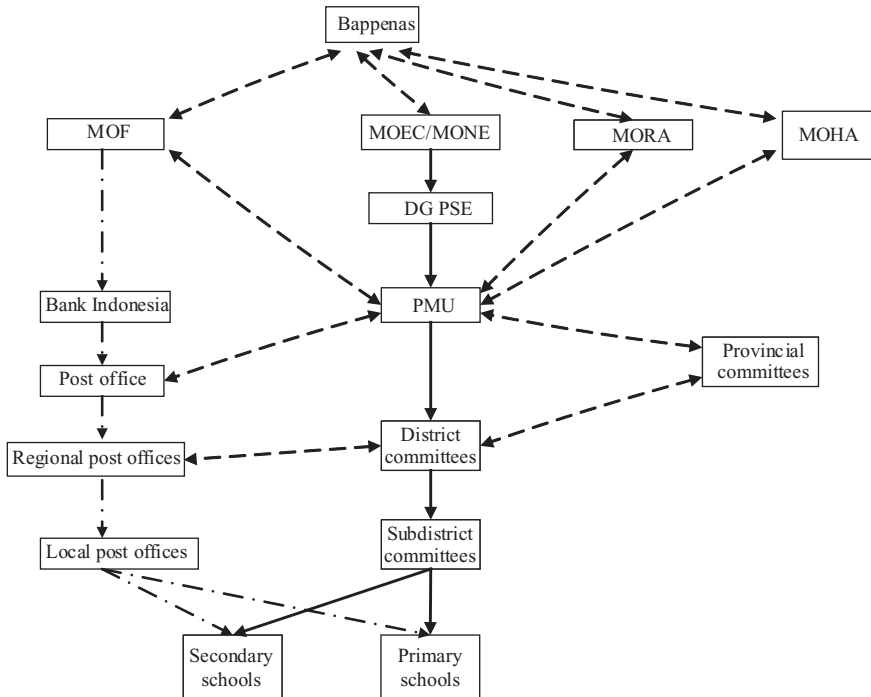 Bappenas
MOF
MOEC/MONE
MORA
MOHA
DG PSE
Bank Indonesia
PMU
Provincial
committees
Post office
District
committees
Regional post offices
Subdistrict
committees
Local post offices
Secondary
schools
Primary
schools